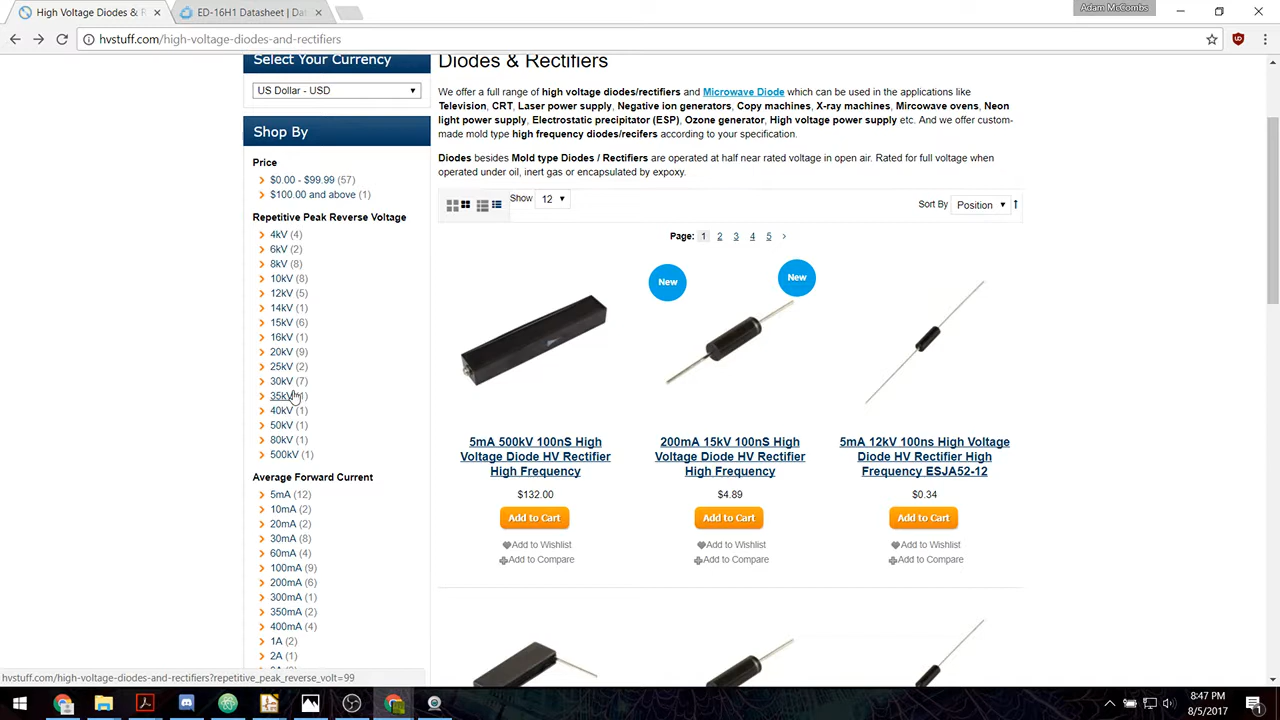 High Voltage Diodes & R
ED-16H1 Datasheet | Dat
Adam McCombs
hvstuff.com/high-voltage-diodes-and-rectifiers
Select Your Currency
US Dollar - USD
Shop By
Price
$0.00 - $99.99 (57)
$100.00 and above (1)
Repetitive Peak Reverse Voltage
4kV (4)
6kV (2)
8kV (8)
10kV (8)
12kV (5)
14kV (1)
15kV (6)
16kV (1)
20kV (9)
25kV (2)
30kV (7)
35kV (1)
40kV (1)
50kV (1)
80kV (1)
500kV (1)
Average Forward Current
5mA (12)
10mA (2)
20mA (2)
30mA (8)
60mA (4)
100mA (9)
200mA (6)
300mA (1)
350mA (2)
400mA (4)
1A (2)
2A (1)
Diodes & Rectifiers
We offer a full range of high voltage diodes/rectifiers and Microwave Diode which can be used in the applications like
Television, CRT, Laser power supply, Negative ion generators, Copy machines, X-ray machines, Mircowave ovens, Neon
light power supply, Electrostatic precipitator (ESP), Ozone generator, High voltage power supply etc. And we offer custom-
made mold type high frequency diodes/recifers according to your specification.
Diodes besides Mold type Diodes / Rectifiers are operated at half near rated voltage in open air. Rated for full voltage when
operated under oil, inert gas or encapsulated by expoxy.
Show 12
Sort By Position
Page: 1 2 3 4 5 >
New
New
5mA 500kV 100nS High
Voltage Diode HV Rectifier
High Frequency
$132.00
Add to Cart
Add to Wishlist
Add to Compare
200mA 15kV 100nS High
Voltage Diode HV Rectifier
High Frequency
$4.89
Add to Cart
Add to Wishlist
Add to Compare
5mA 12kV 100ns High Voltage
Diode HV Rectifier High
Frequency ESJA52-12
$0.34
Add to Cart
Add to Wishlist
Add to Compare
hvstuff.com/high-voltage-diodes-and-rectifiers?repetitive_peak_reverse_volt=99
8:47 PM
8/5/2017